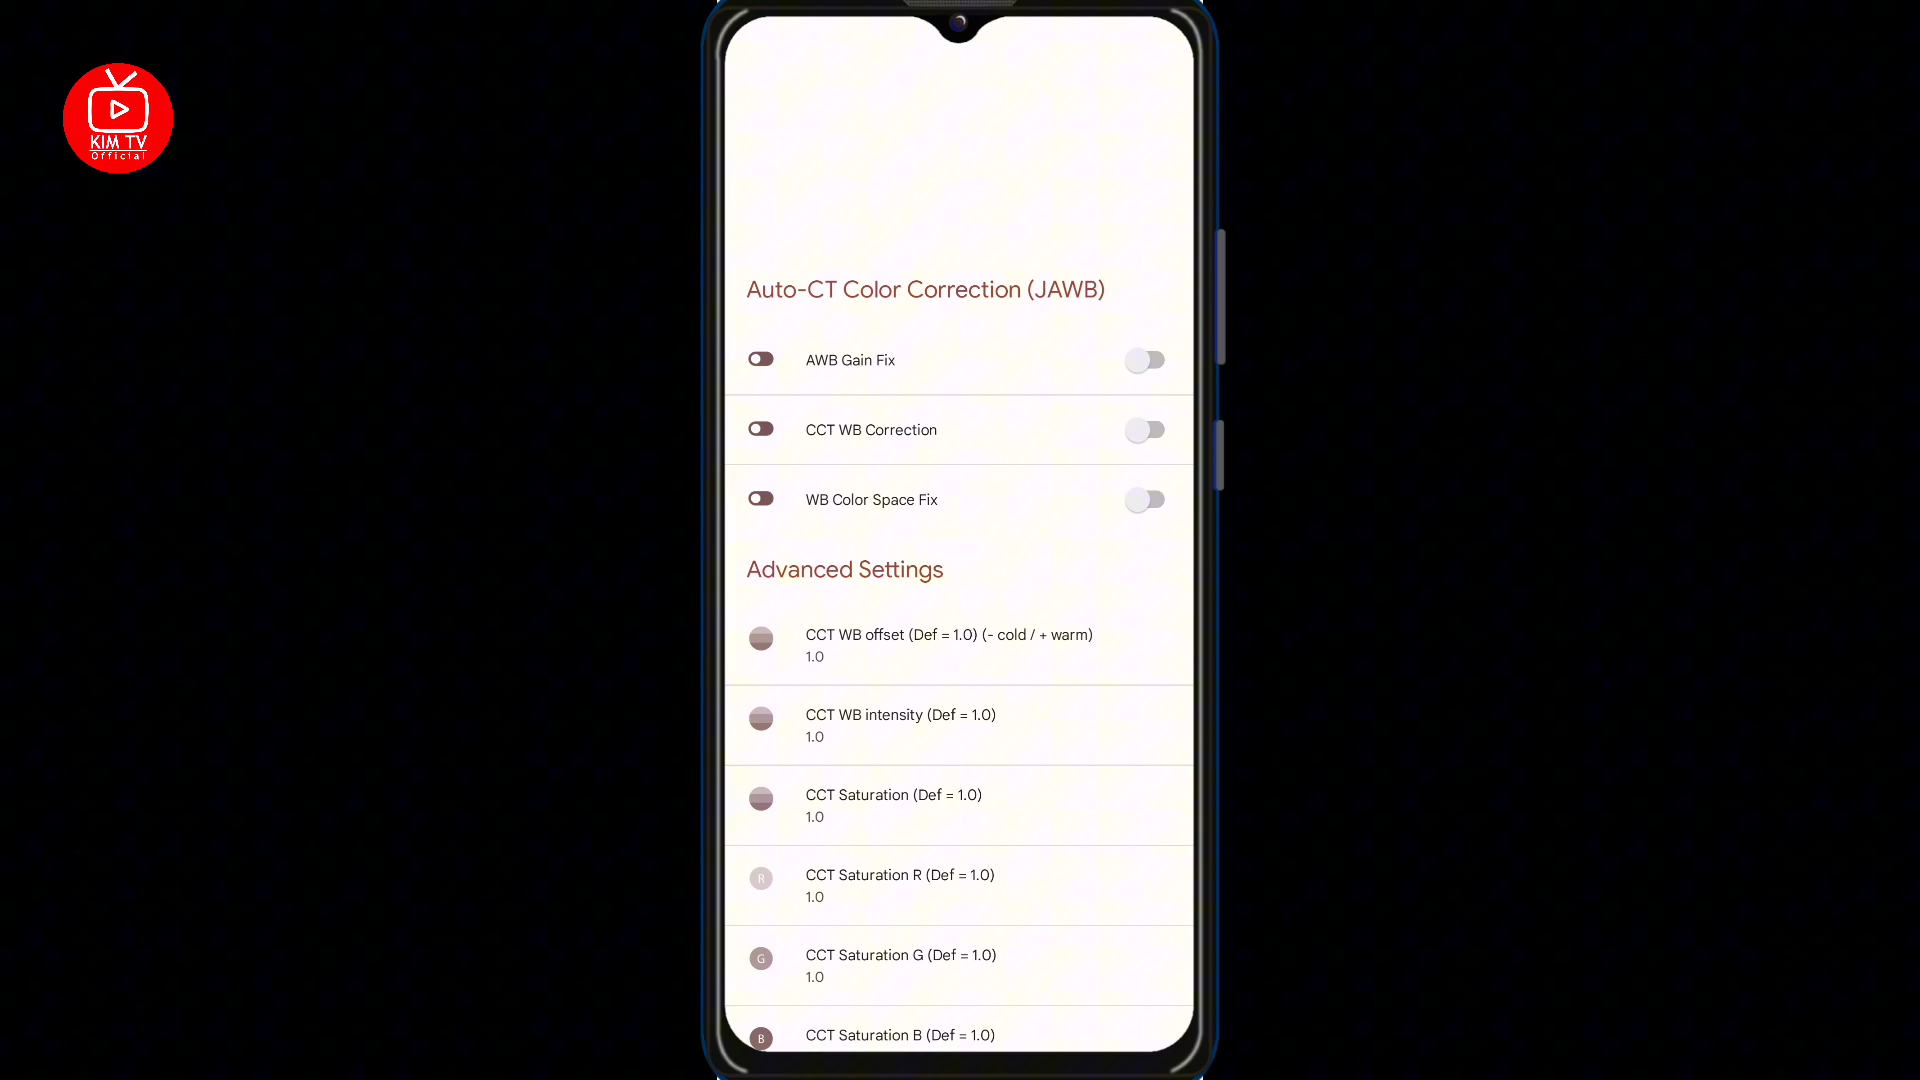 KIM TV
Official
Auto-CT Color Correction (JAWB)
AWB Gain Fix
CCT WB Correction
WB Color Space Fix
Advanced Settings
CCT WB offset (Def = 1.0) (- cold / + warm)
1.0
CCT WB intensity (Def = 1.0)
1.0
CCT Saturation (Def = 1.0)
1.0
R
CCT Saturation R (Def = 1.0)
1.0
G
CCT Saturation G (Def = 1.0)
1.0
B
CCT Saturation B (Def = 1.0)